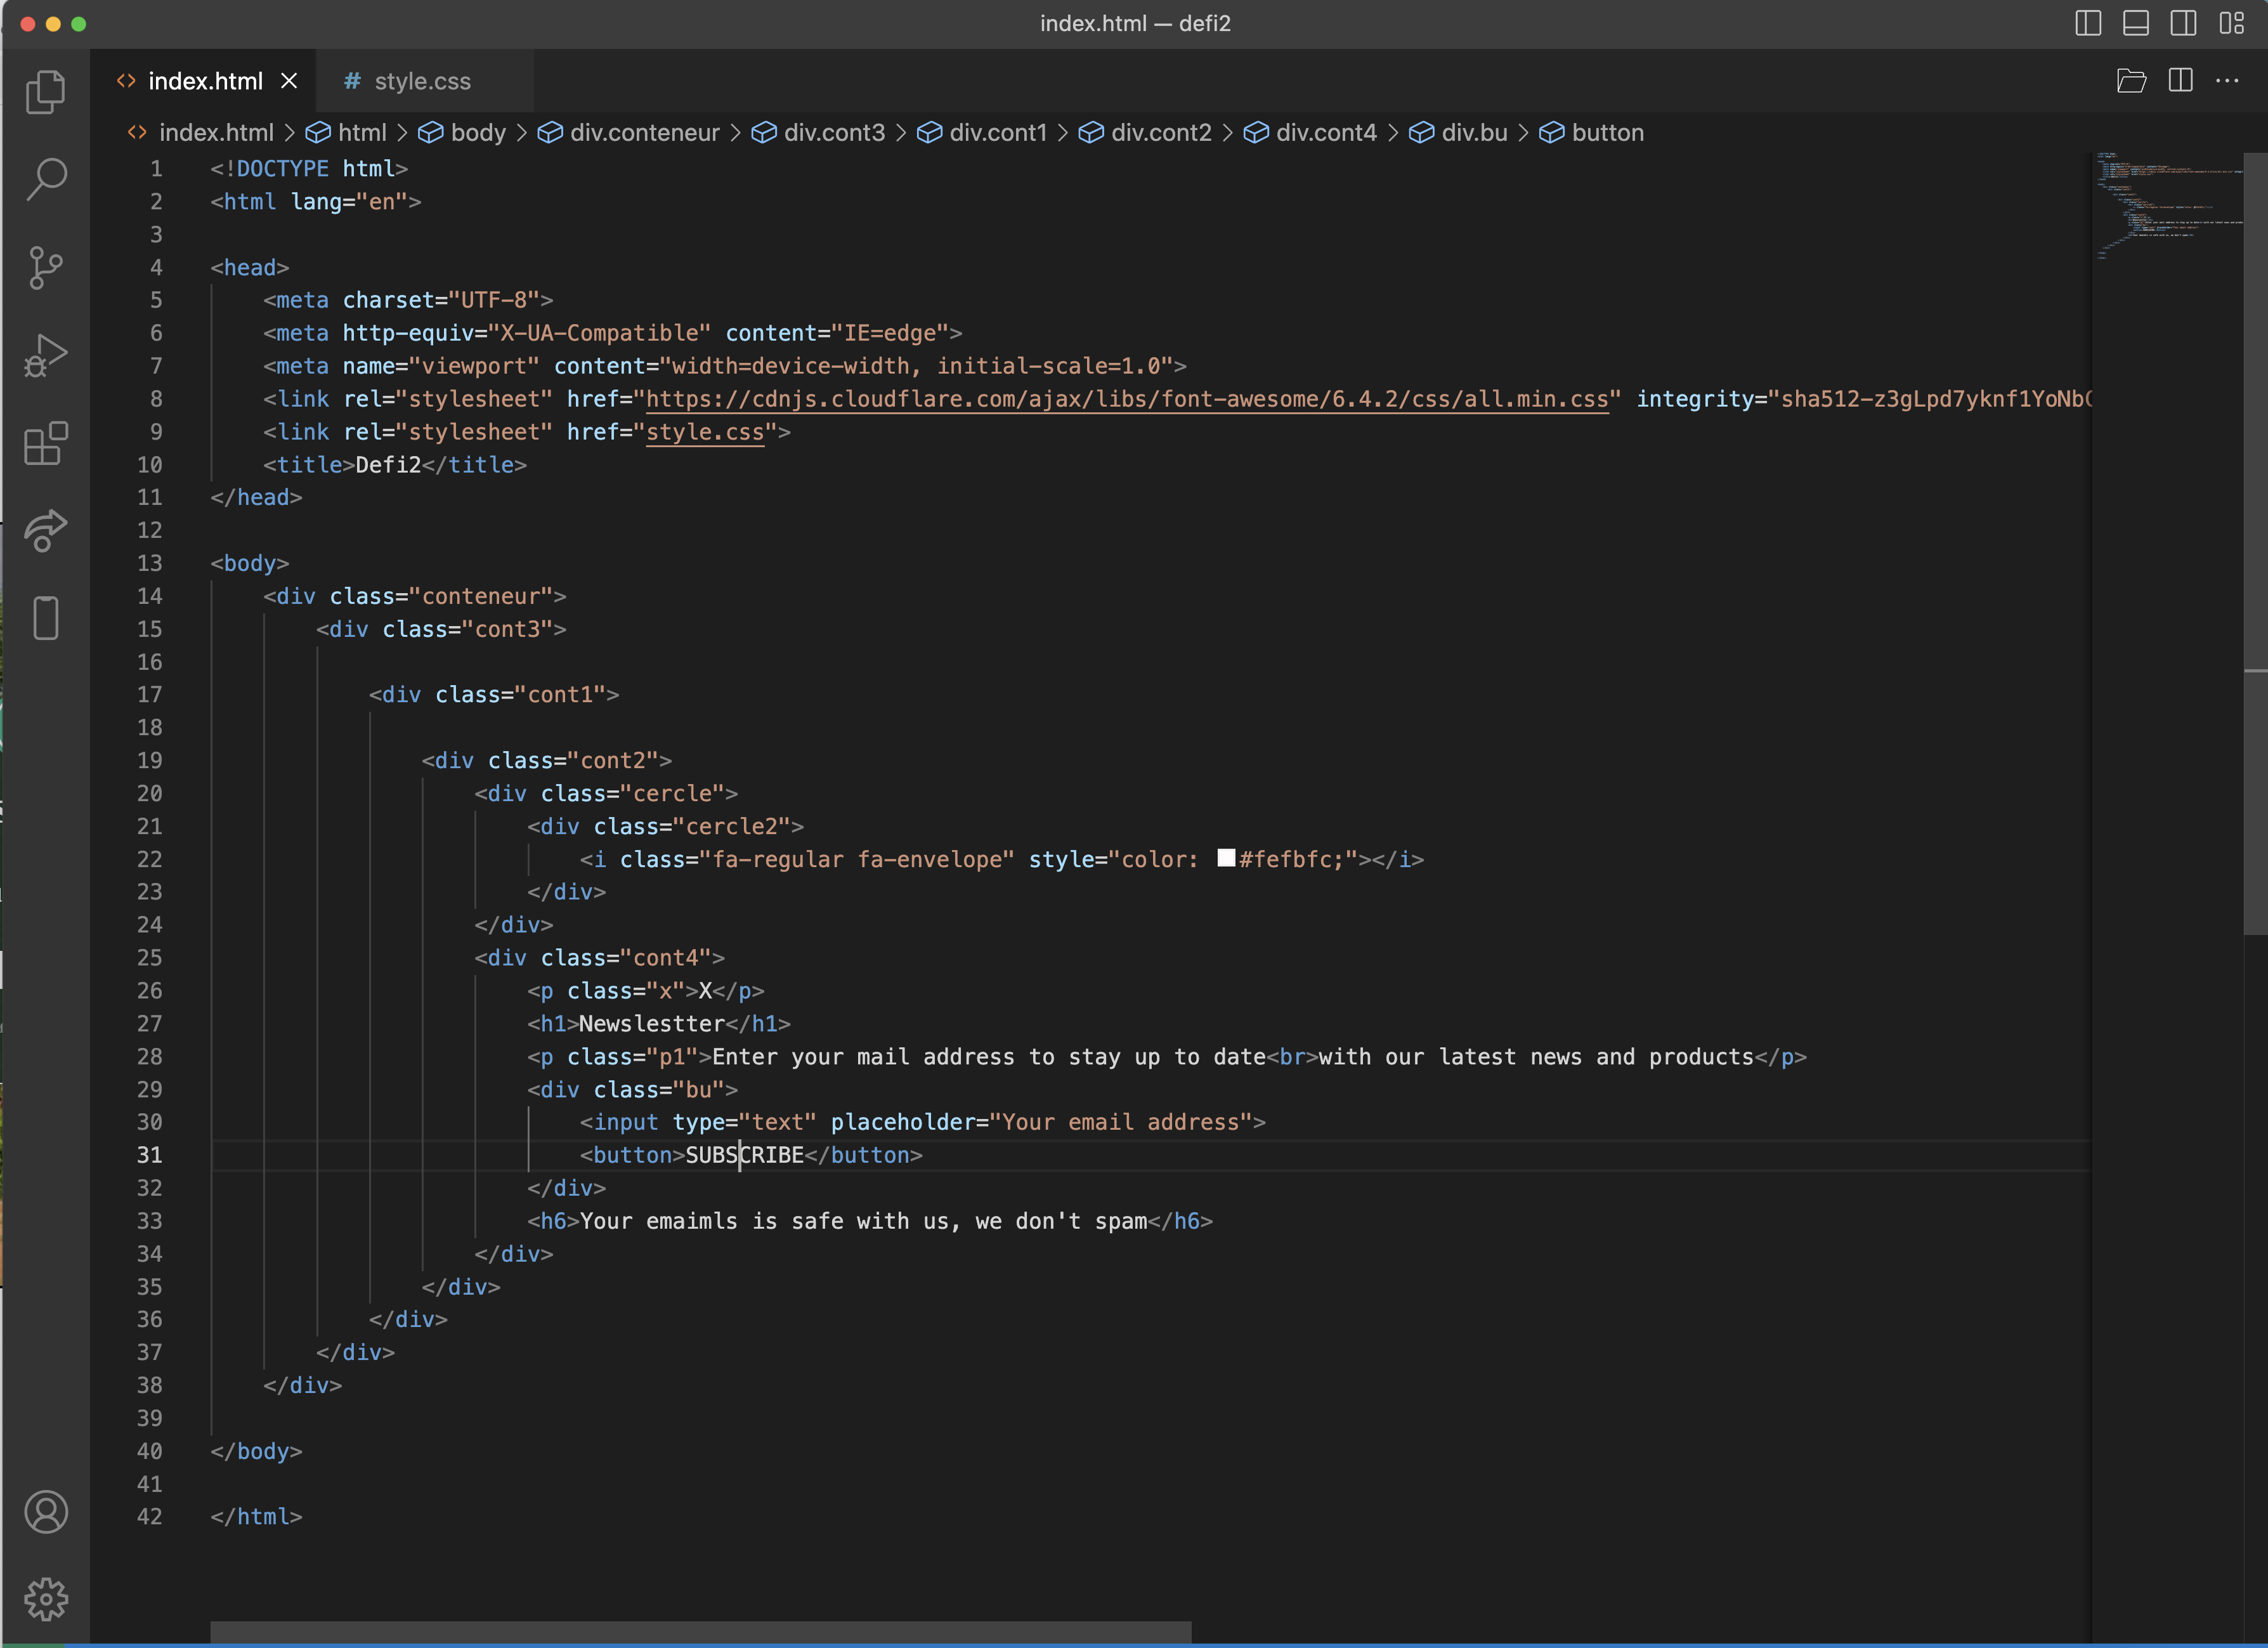 index.html — defi2
index.html
# style.css
index.html > html > body > div.conteneur > div.cont3 > div.cont1 > div.cont2 > div.cont4 > div.bu > button
1 <!DOCTYPE html>
2 <html lang="en">
3
4 <head>
5 <meta charset="UTF-8">
6 <meta http-equiv="X-UA-Compatible" content="IE=edge">
7 <meta name="viewport" content="width=device-width, initial-scale=1.0">
8 <link rel="stylesheet" href="https://cdnjs.cloudflare.com/ajax/libs/font-awesome/6.4.2/css/all.min.css" integrity="sha512-z3gLpd7yknf1YoNbC
9 <link rel="stylesheet" href="style.css">
10 <title>Defi2</title>
11 </head>
12
13 <body>
14 <div class="conteneur">
15 <div class="cont3">
16
17 <div class="cont1">
18
19 <div class="cont2">
20 <div class="cercle">
21 <div class="cercle2">
22 <i class="fa-regular fa-envelope" style="color: #fefbfc;"></i>
23 </div>
24 </div>
25 <div class="cont4">
26 <p class="x">X</p>
27 <h1>Newslestter</h1>
28 <p class="p1">Enter your mail address to stay up to date<br>with our latest news and products</p>
29 <div class="bu">
30 <input type="text" placeholder="Your email address">
31 <button>SUBSCRIBE</button>
32 </div>
33 <h6>Your emaimls is safe with us, we don't spam</h6>
34 </div>
35 </div>
36 </div>
37 </div>
38 </div>
39
40 </body>
41
42 </html>